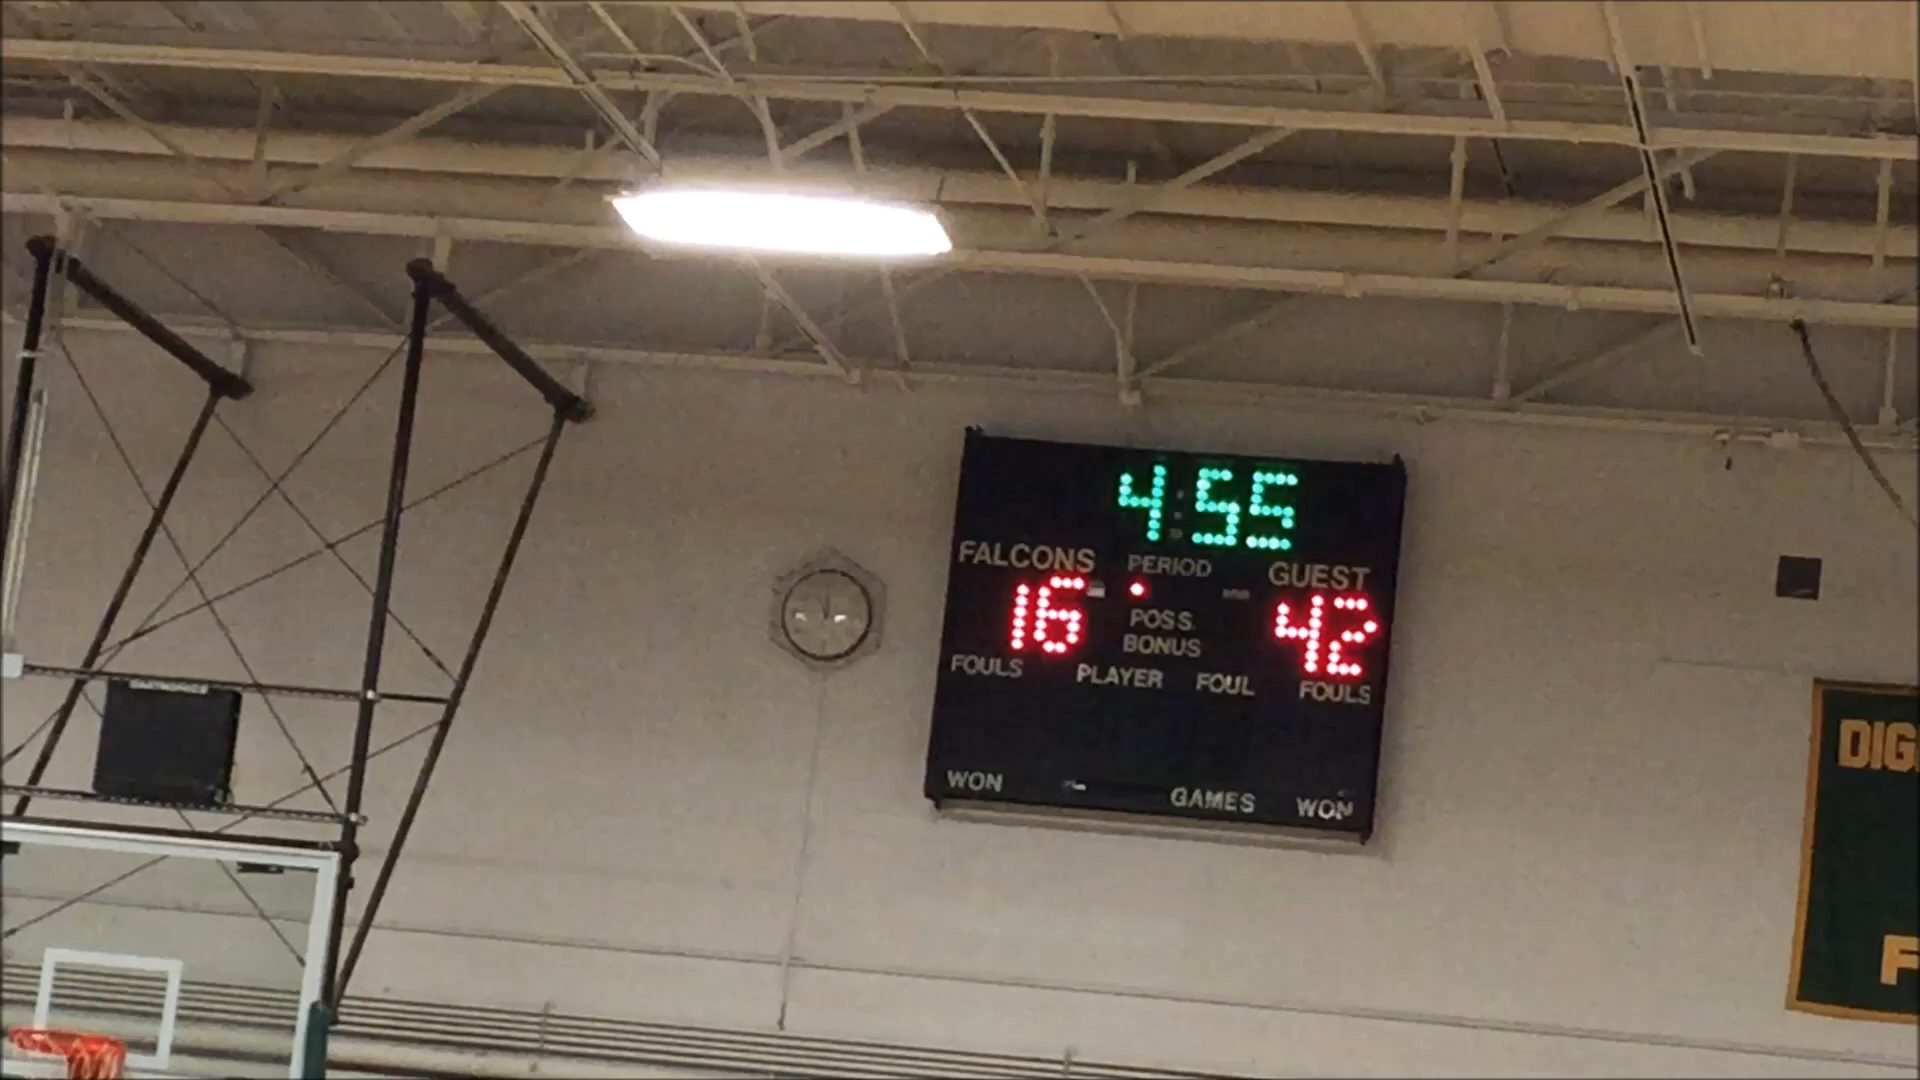 4:55
FALCONS PERIOD GUEST
16 42
POSS.
BONUS
FOULS PLAYER FOUL FOULS
WON GAMES WON
DIG
F